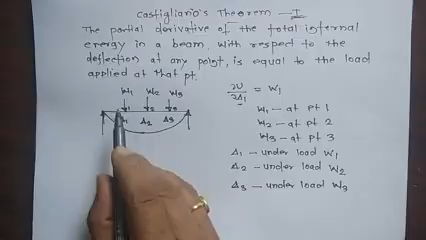 Castigliano's Theorem - I
The partial derivative of the total internal
energy in a beam, with respect to the
deflection at any point, is equal to the load
applied at that pt.
W1 W2 W3
1 2 3
Δ2 Δ3
∂U/∂Δ1 = W1
W1 - at pt 1
W2 - at pt 2
W3 - at pt 3
Δ1 - under load W1
Δ2 - under load W2
Δ3 - under load W3